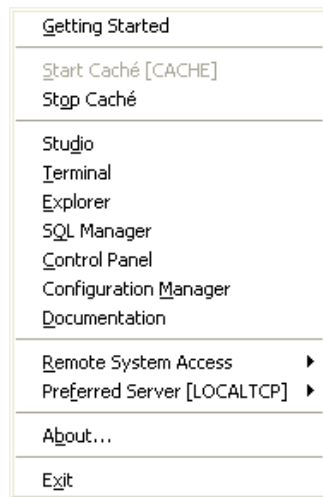 Getting Started
Start Caché [CACHE]
Stop Caché
Studio
Terminal
Explorer
SQL Manager
Control Panel
Configuration Manager
Documentation
Remote System Access
Preferred Server [LOCALTCP]
About...
Exit